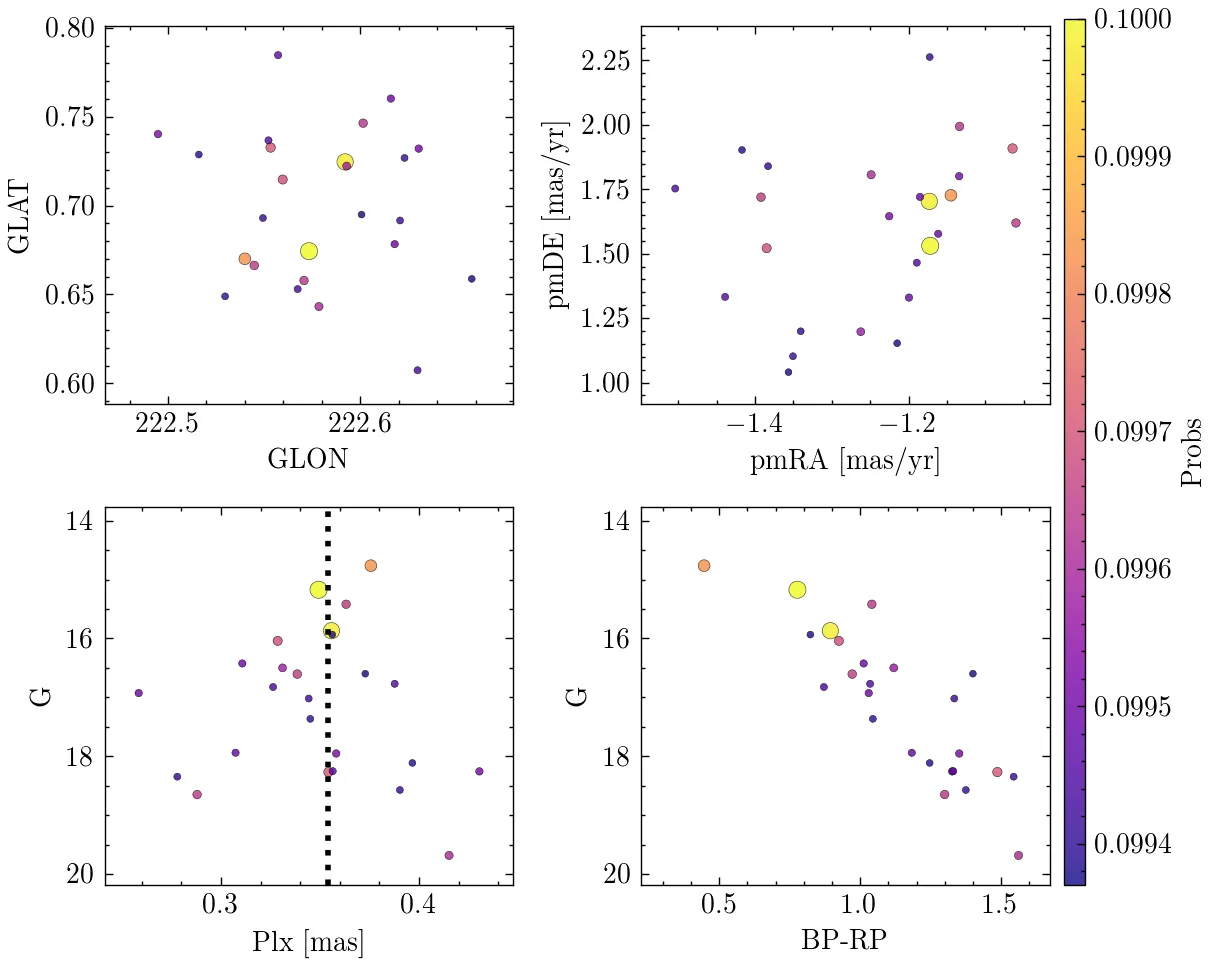 0.80
0.75
0.70
0.65
0.60
GLAT
222.5 222.6
GLON
2.25
2.00
1.75
1.50
1.25
1.00
pmDE [mas/yr]
−1.4 −1.2
pmRA [mas/yr]
14
16
18
20
G
0.3 0.4
Plx [mas]
14
16
18
20
G
0.5 1.0 1.5
BP-RP
0.1000
0.0999
0.0998
0.0997
0.0996
0.0995
0.0994
Probs